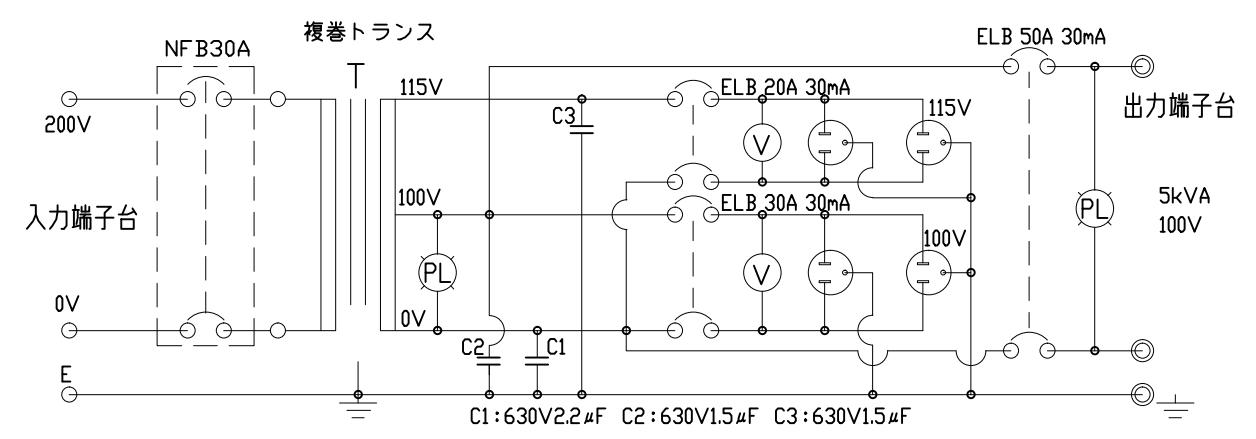 複巻トランス
NFB30A
T
ELB 50A 30mA
115V
ELB 20A 30mA
C3
115V
出力端子台
200V
V
入力端子台
100V
ELB 30A 30mA
PL
5kVA
100V
100V
PL
V
0V
0V
C2
C1
E
C1:630V2.2μF C2:630V1.5μF C3:630V1.5μF